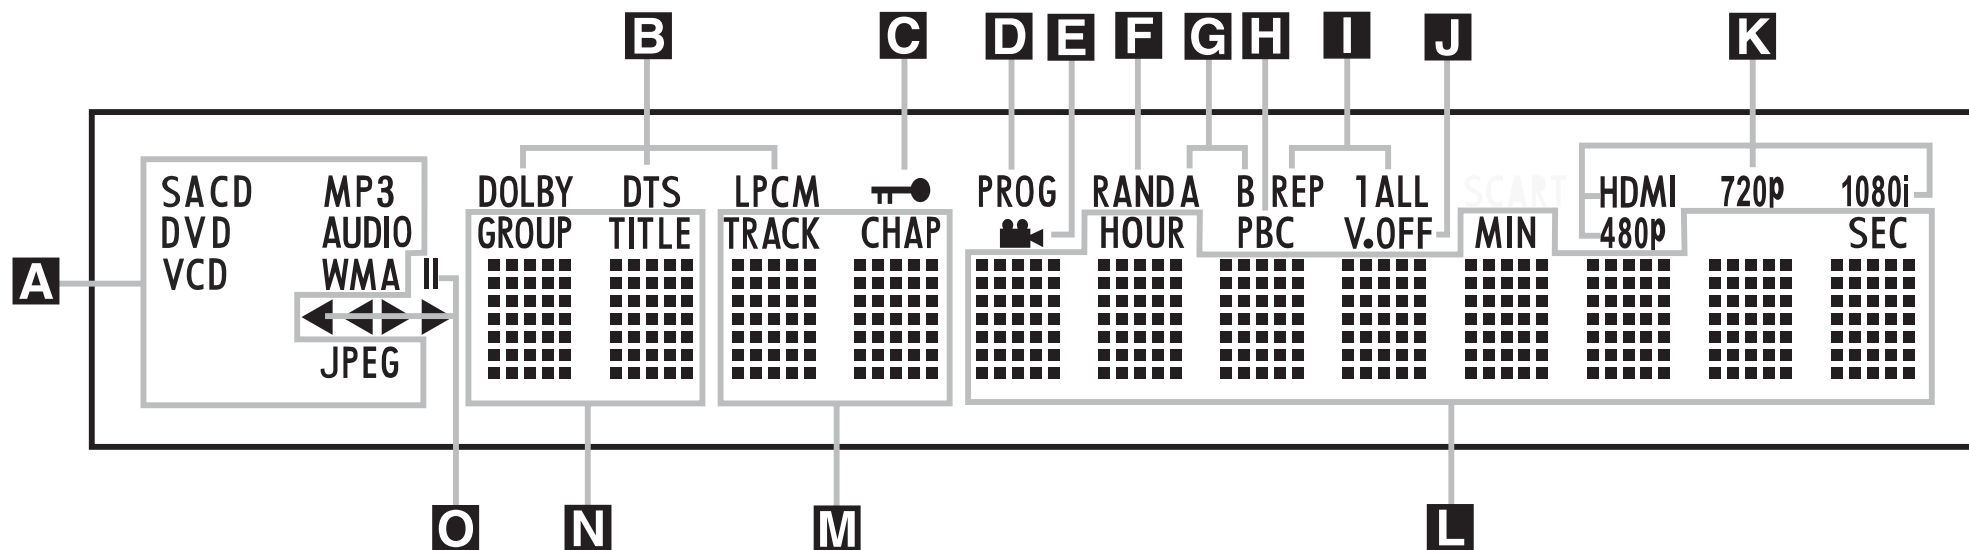 B C D E F G H I J K
SACD MP3 DOLBY DTS LPCM PROG RAND A B REP 1 ALL SCART HDMI 720p 1080i
DVD AUDIO GROUP TITLE TRACK CHAP HOUR PBC V.OFF MIN 480p SEC
A VCD WMA
JPEG
O N M L